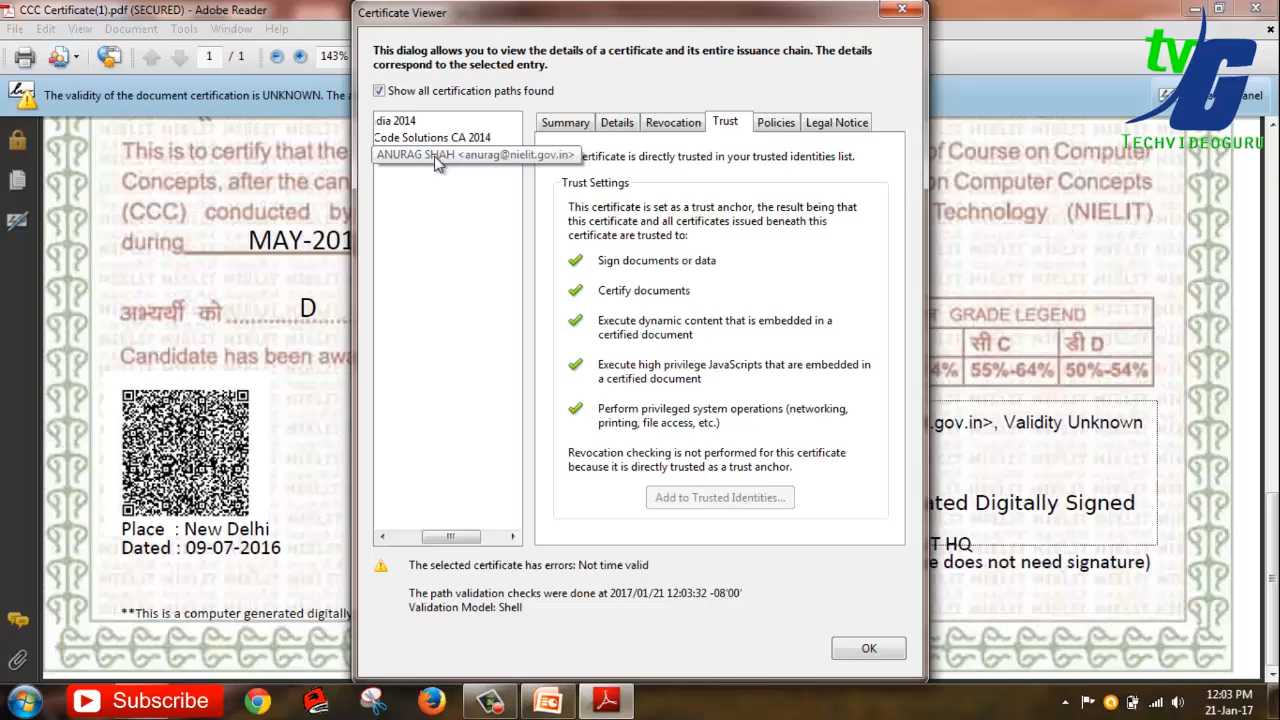 CCC Certificate(1).pdf (SECURED) - Adobe Reader
File Edit View Document Tools Window Help
1 / 1 143%
The validity of the document certification is UNKNOWN. The a
anel
tvG
TECHVIDEOGURU
Certificate Viewer
This dialog allows you to view the details of a certificate and its entire issuance chain. The details
correspond to the selected entry.
Show all certification paths found
dia 2014
Code Solutions CA 2014
ANURAG SHAH <anurag@nielit.gov.in>
Summary Details Revocation Trust Policies Legal Notice
ertificate is directly trusted in your trusted identities list.
Trust Settings
This certificate is set as a trust anchor, the result being that
this certificate and all certificates issued beneath this
certificate are trusted to:
Sign documents or data
Certify documents
Execute dynamic content that is embedded in a
certified document
Execute high privilege JavaScripts that are embedded in
a certified document
Perform privileged system operations (networking,
printing, file access, etc.)
Revocation checking is not performed for this certificate
because it is directly trusted as a trust anchor.
Add to Trusted Identities...
The selected certificate has errors: Not time valid
The path validation checks were done at 2017/01/21 12:03:32 -08'00'
Validation Model: Shell
OK
This is to certify that the
Concepts, after the can
(CCC) conducted by
during MAY-201
अभ्यर्थी को D
Candidate has been awa
Place : New Delhi
Dated : 09-07-2016
**This is a computer generated digitally
of Course on Computer
on Computer Concepts
Technology (NIELIT)
GRADE LEGEND
सी C डी D
4% 55%-64% 50%-54%
.gov.in>, Validity Unknown
ated Digitally Signed
T HQ
e does not need signature)
Subscribe
12:03 PM
21-Jan-17